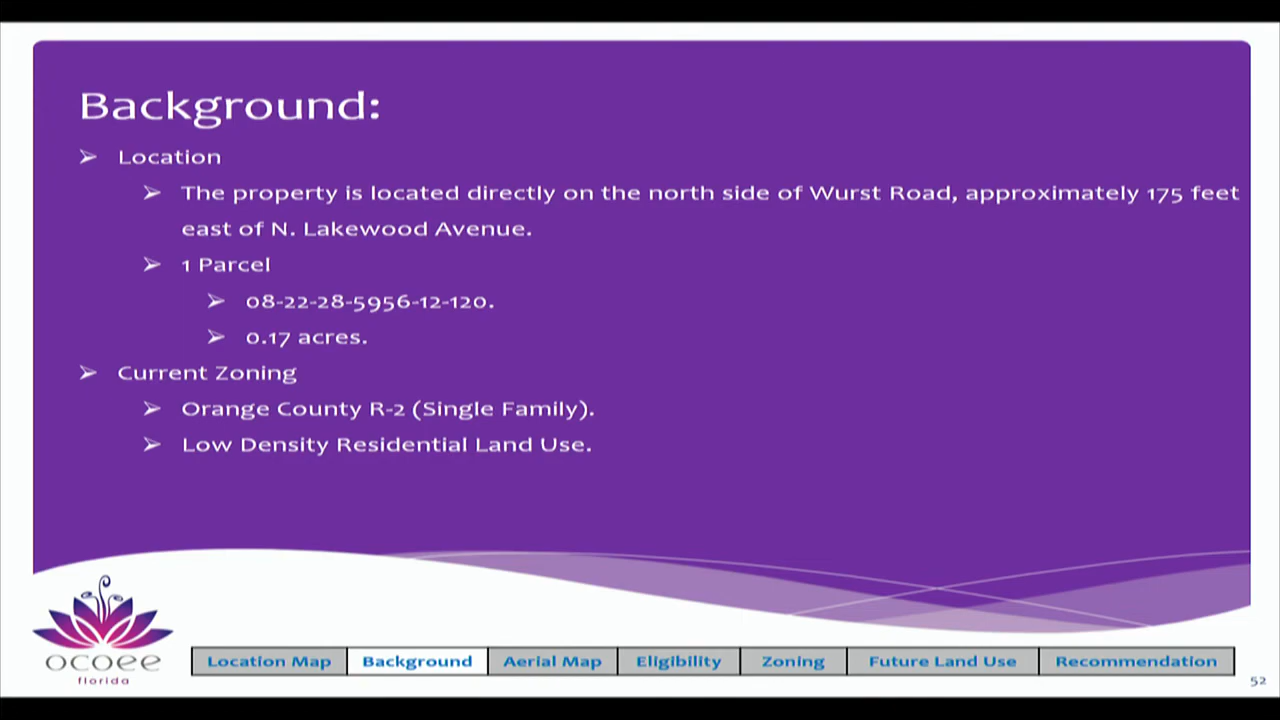 Background:
Location
The property is located directly on the north side of Wurst Road, approximately 175 feet
east of N. Lakewood Avenue.
1 Parcel
08-22-28-5956-12-120.
0.17 acres.
Current Zoning
Orange County R-2 (Single Family).
Low Density Residential Land Use.
ocoee
florida
Location Map Background Aerial Map Eligibility Zoning Future Land Use Recommendation
52